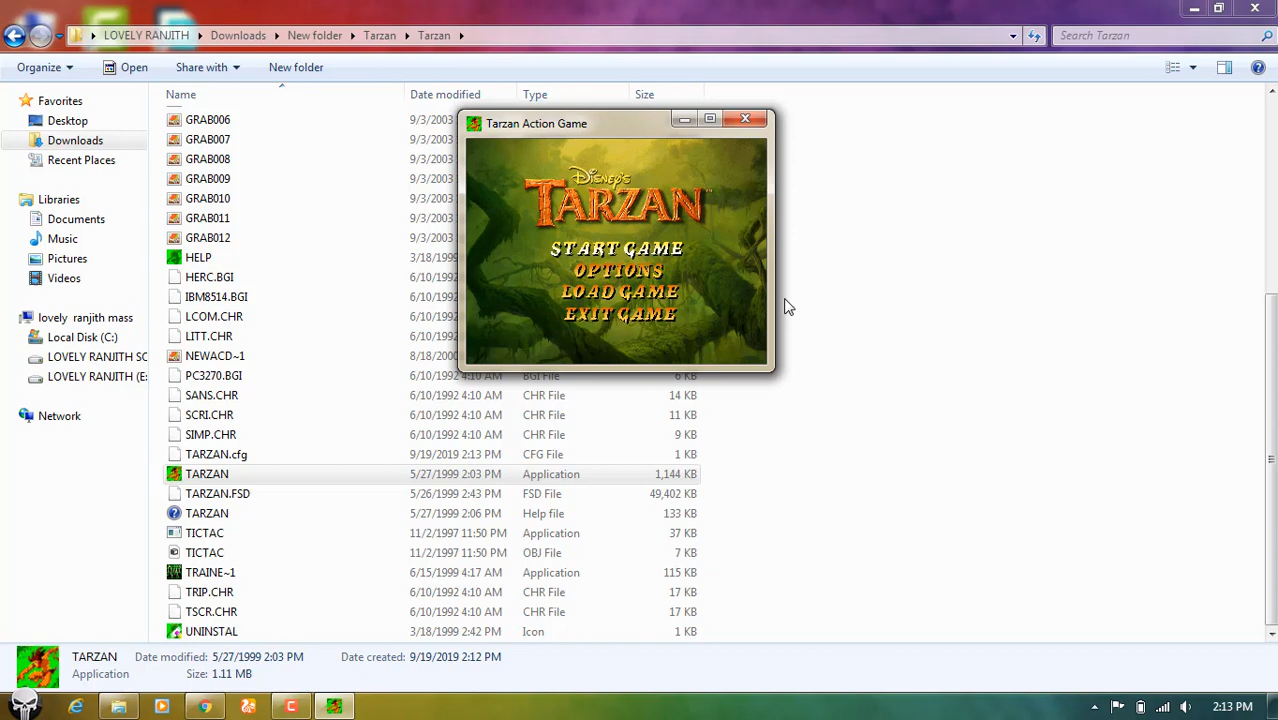 LOVELY RANJITH Downloads New folder Tarzan Tarzan
Search Tarzan
Organize Open Share with New folder
Favorites
Desktop
Downloads
Recent Places
Libraries
Documents
Music
Pictures
Videos
lovely ranjith mass
Local Disk (C:)
LOVELY RANJITH SC
LOVELY RANJITH (E:
Network
Name Date modified Type Size
GRAB006 9/3/2003
GRAB007 9/3/2003
GRAB008 9/3/2003
GRAB009 9/3/2003
GRAB010 9/3/2003
GRAB011 9/3/2003
GRAB012 9/3/2003
HELP 3/18/1999
HERC.BGI 6/10/1992
IBM8514.BGI 6/10/1992
LCOM.CHR 6/10/1992
LITT.CHR 6/10/1992
NEWACD~1 8/18/200
PC3270.BGI 6/10/1992 4:10 AM BGI File 6 KB
SANS.CHR 6/10/1992 4:10 AM CHR File 14 KB
SCRI.CHR 6/10/1992 4:10 AM CHR File 11 KB
SIMP.CHR 6/10/1992 4:10 AM CHR File 9 KB
TARZAN.cfg 9/19/2019 2:13 PM CFG File 1 KB
TARZAN 5/27/1999 2:03 PM Application 1,144 KB
TARZAN.FSD 5/26/1999 2:43 PM FSD File 49,402 KB
TARZAN 5/27/1999 2:06 PM Help file 133 KB
TICTAC 11/2/1997 11:50 PM Application 37 KB
TICTAC 11/2/1997 11:50 PM OBJ File 7 KB
TRAINE~1 6/15/1999 4:17 AM Application 115 KB
TRIP.CHR 6/10/1992 4:10 AM CHR File 17 KB
TSCR.CHR 6/10/1992 4:10 AM CHR File 17 KB
UNINSTAL 3/18/1999 2:42 PM Icon 1 KB
Tarzan Action Game
Disney's
TARZAN™
START GAME
OPTIONS
LOAD GAME
EXIT GAME
TARZAN Date modified: 5/27/1999 2:03 PM Date created: 9/19/2019 2:12 PM
Application Size: 1.11 MB
2:13 PM